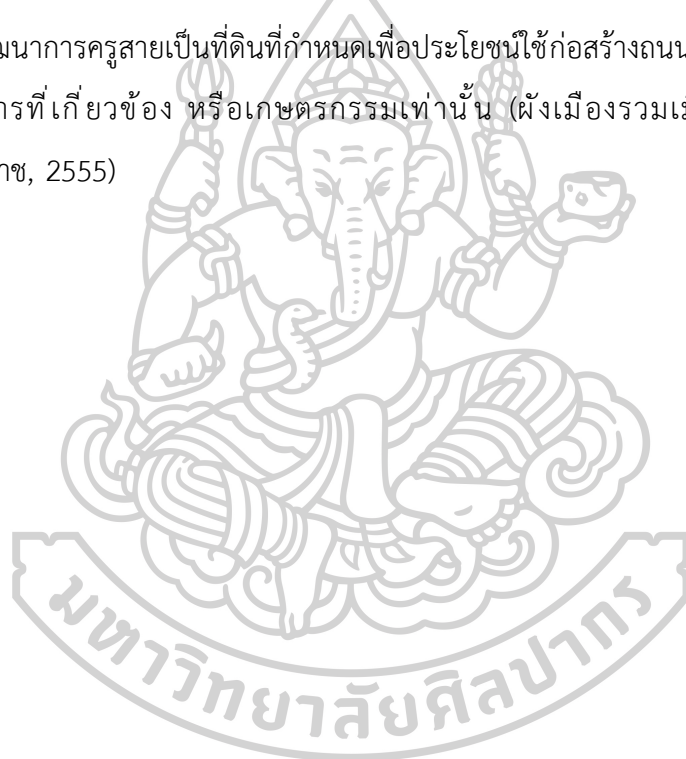 ฒนาการคูรสายเป็นที่ดินที่กำหนดเพื่อประโยชน์ใช้ก่อสร้างถนน
ารที่เกี่ยวข้อง หรือเกษตรกรรมเท่านั้น (ผังเมืองรวมเมื
าช, 2555)
มหาวิทยาลัยศิลปากร